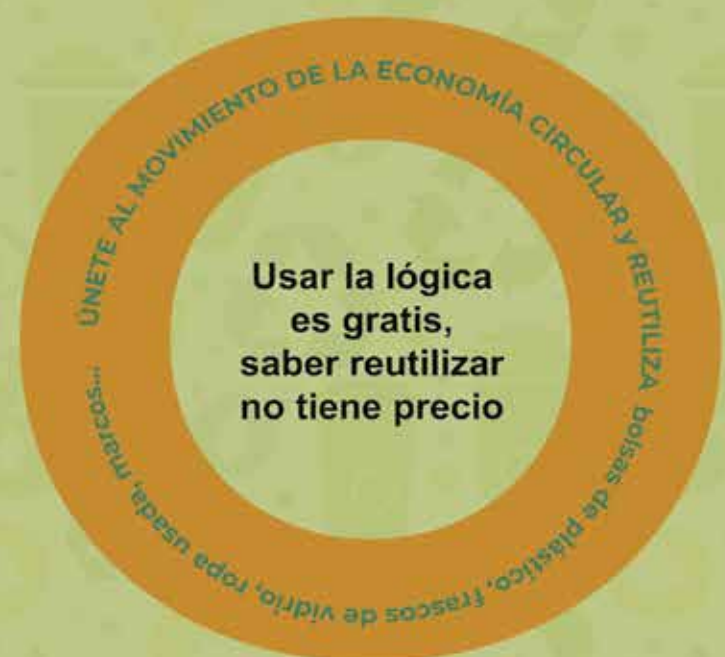 ÚNETE AL MOVIMIENTO DE LA ECONOMÍA CIRCULAR y REUTILIZA bolsas de plástico, frascos de vidrio, ropa usada, marcos...
Usar la lógica
es gratis,
saber reutilizar
no tiene precio